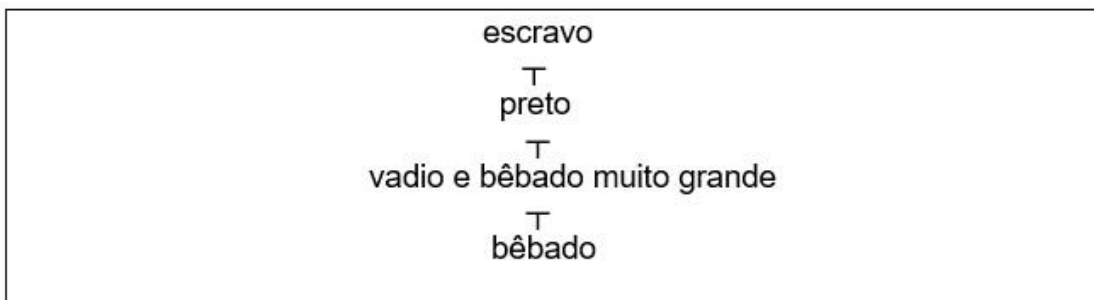 escravo
┬
preto
┬
vadio e bêbado muito grande
┬
bêbado